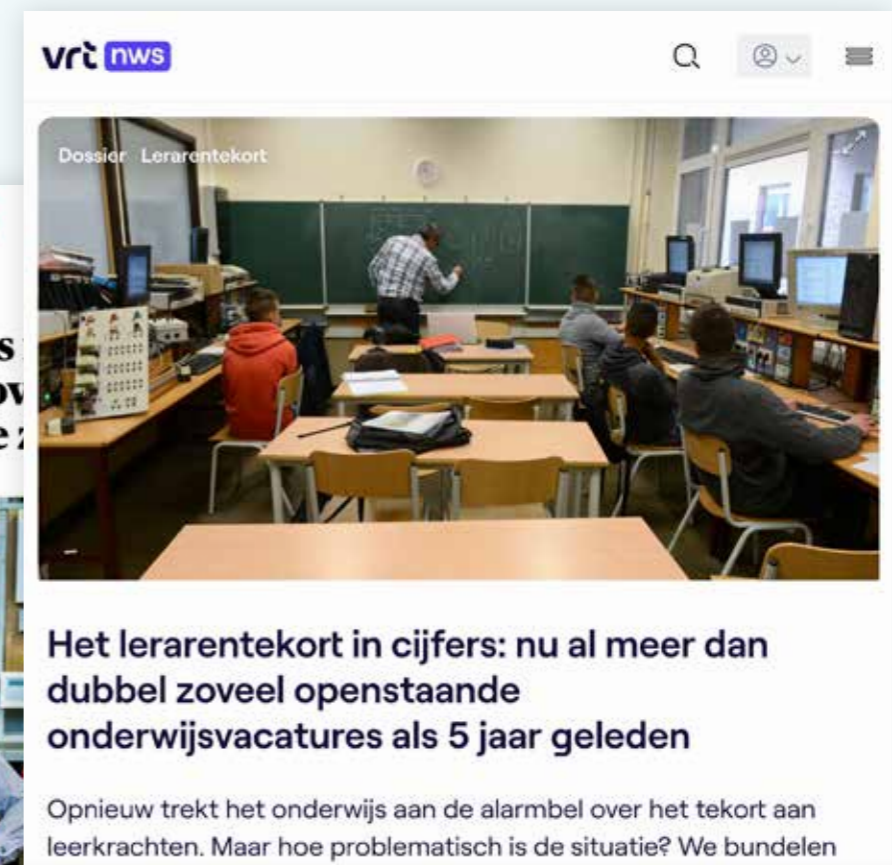 vrt nws
Dossier Lerarentekort
Het lerarentekort in cijfers: nu al meer dan
dubbel zoveel openstaande
onderwijsvacatures als 5 jaar geleden
Opnieuw trekt het onderwijs aan de alarmbel over het tekort aan
leerkrachten. Maar hoe problematisch is de situatie? We bundelen